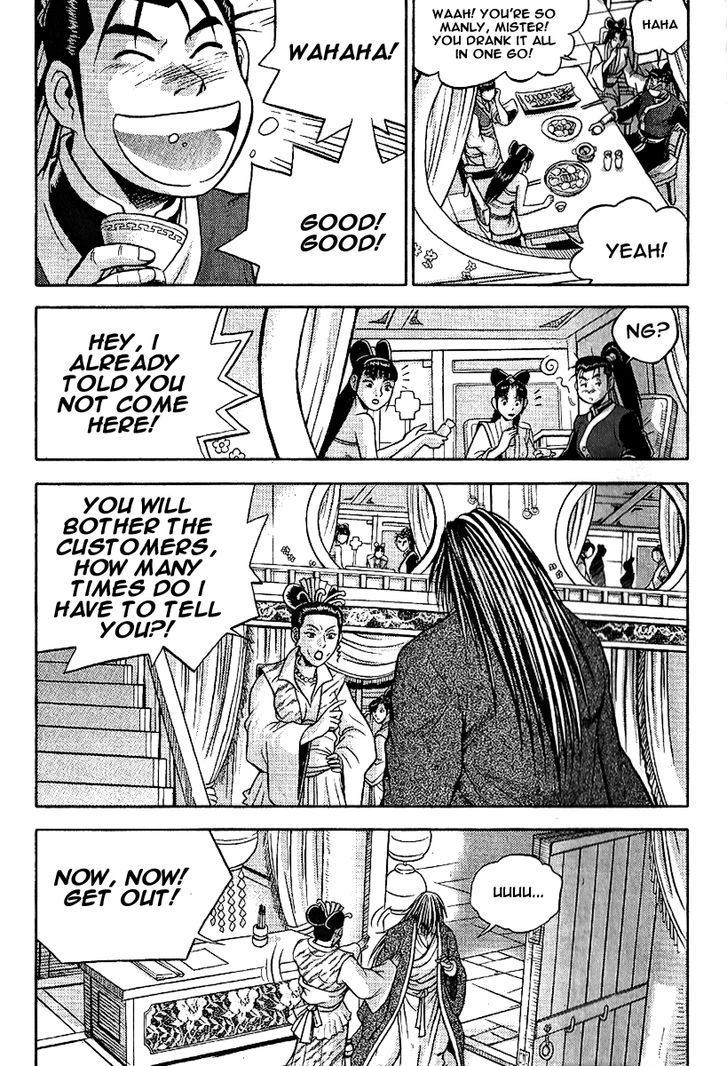 WAHAHA!
GOOD!
GOOD!
WAAH! YOU'RE SO
MANLY, MISTER!
YOU DRANK IT ALL
IN ONE GO!
HAHA
YEAH!
HEY, I
ALREADY
TOLD YOU
NOT COME
HERE!
NG?
YOU WILL
BOTHER THE
CUSTOMERS,
HOW MANY
TIMES DO I
HAVE TO TELL
YOU?!
NOW, NOW!
GET OUT!
UUUU...